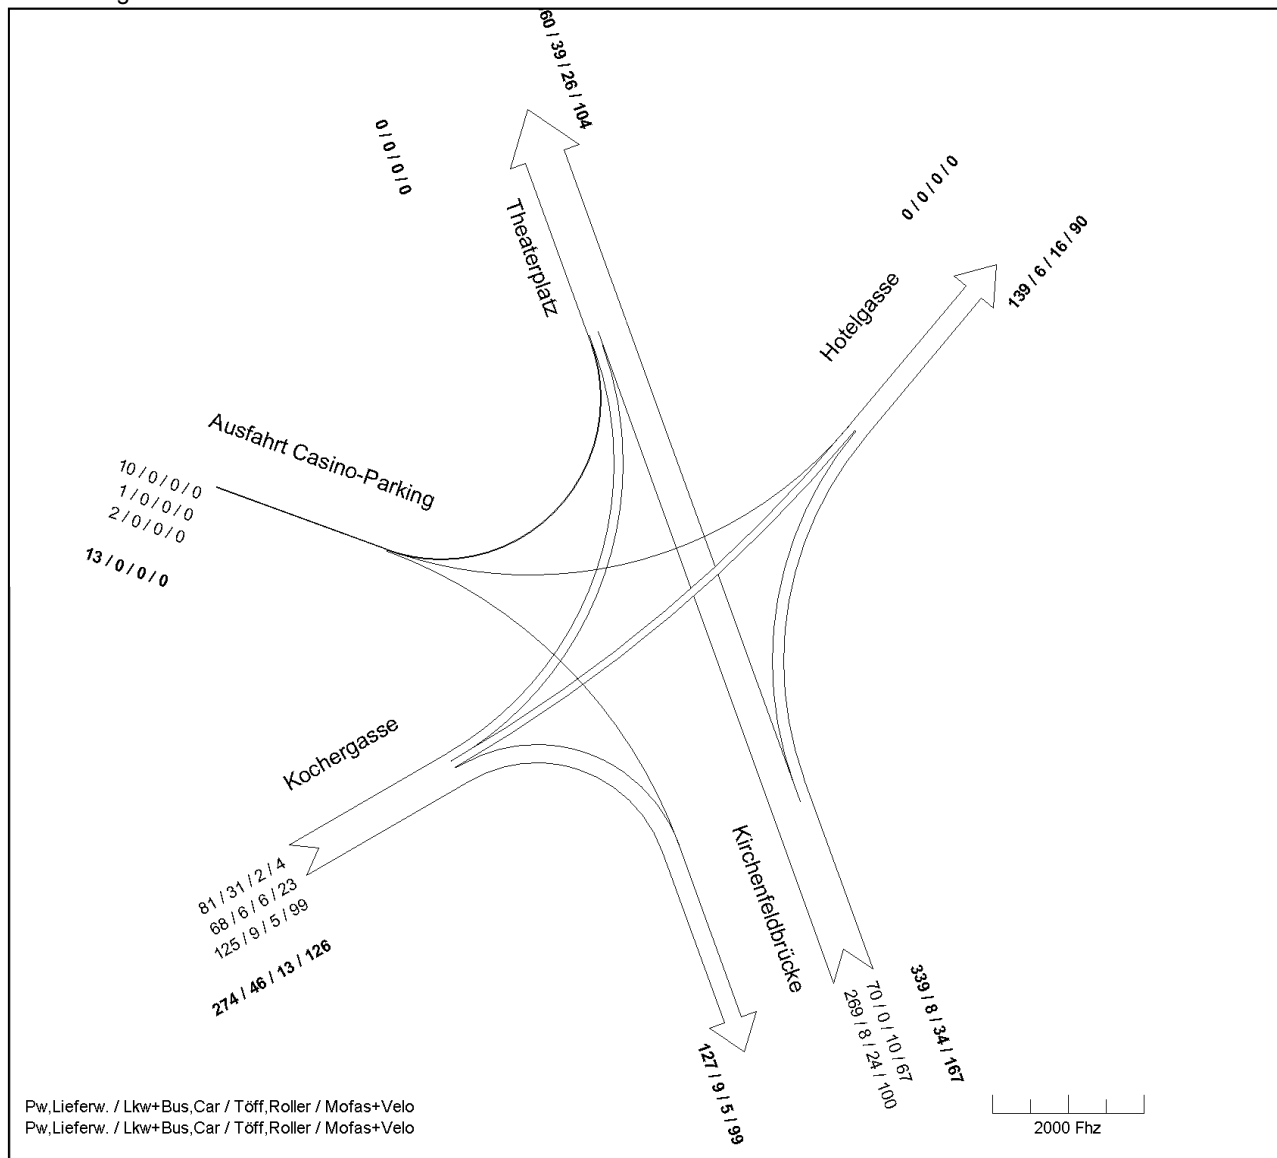 60 / 39 / 26 / 104
0 / 0 / 0 / 0
0 / 0 / 0 / 0
139 / 6 / 16 / 90
Theaterplatz
Hotelgasse
Ausfahrt Casino-Parking
10 / 0 / 0 / 0
1 / 0 / 0 / 0
2 / 0 / 0 / 0
13 / 0 / 0 / 0
Kochergasse
81 / 31 / 2 / 4
68 / 6 / 6 / 23
125 / 9 / 5 / 99
274 / 46 / 13 / 126
Kirchenfeldbrücke
339 / 8 / 34 / 167
70 / 0 / 10 / 67
269 / 8 / 24 / 100
127 / 9 / 5 / 99
Pw,Lieferw. / Lkw+Bus,Car / Töff,Roller / Mofas+Velo
Pw,Lieferw. / Lkw+Bus,Car / Töff,Roller / Mofas+Velo
2000 Fhz